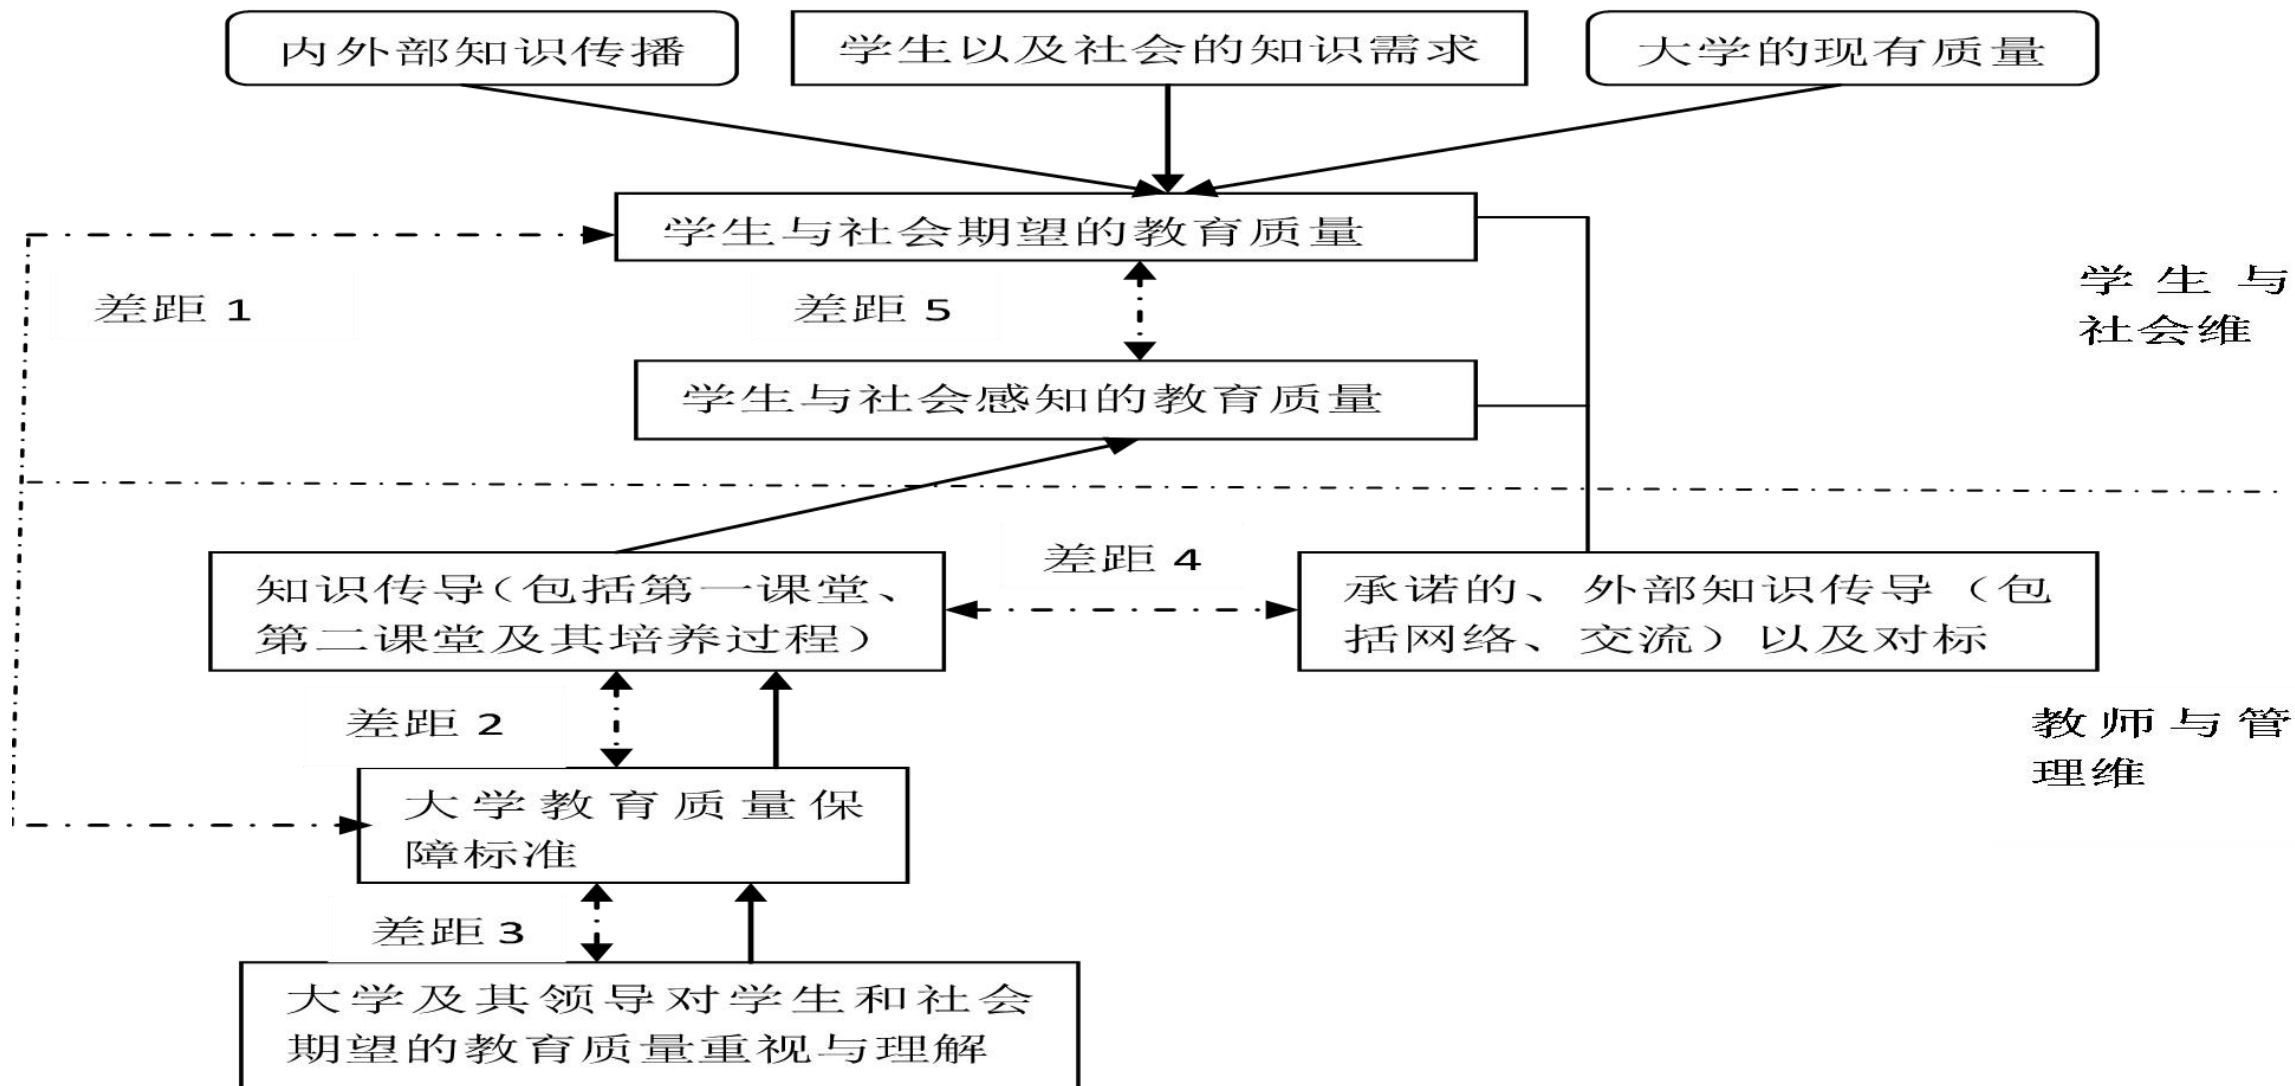 内外部知识传播
学生以及社会的知识需求
大学的现有质量
学生与社会期望的教育质量
差距 1
差距 5
学生与
社会维
学生与社会感知的教育质量
差距 4
知识传导（包括第一课堂、
第二课堂及其培养过程）
承诺的、外部知识传导（包
括网络、交流）以及对标
差距 2
教师与管
理维
大学教育质量保
障标准
差距 3
大学及其领导对学生和社会
期望的教育质量重视与理解